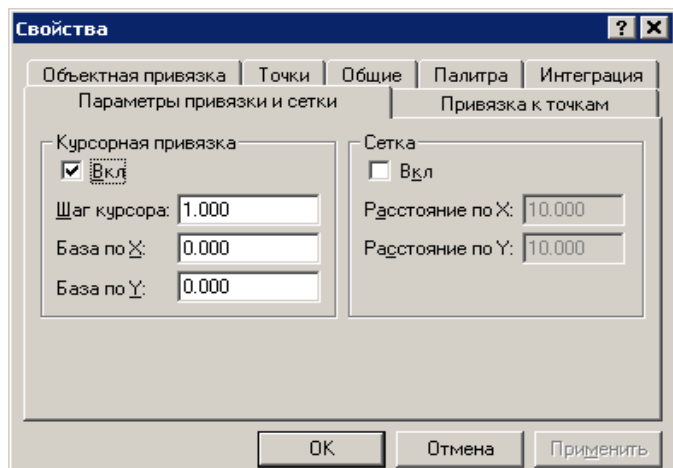 Свойства
Объектная привязка Точки Общие Палитра Интеграция
Параметры привязки и сетки Привязка к точкам
Курсорная привязка
Вкл
Шаг курсора: 1.000
База по X: 0.000
База по Y: 0.000
Сетка
Вкл
Расстояние по X: 10.000
Расстояние по Y: 10.000
OK Отмена Применить